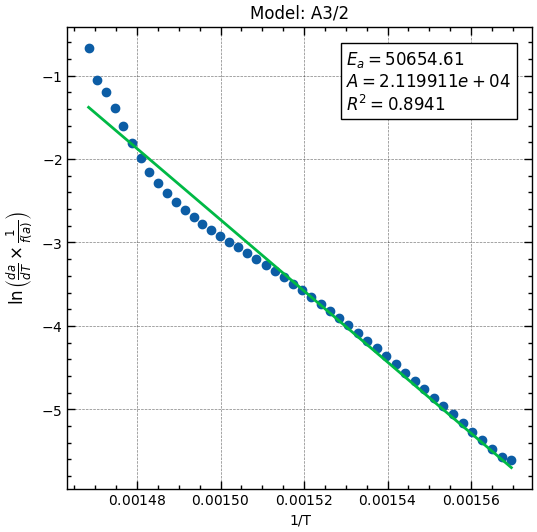 Model: A3/2
E_a = 50654.61
A = 2.119911e + 04
R^2 = 0.8941
−1
−2
−3
−4
−5
ln (da/dT × 1/f(a))
0.00148 0.00150 0.00152 0.00154 0.00156
1/T